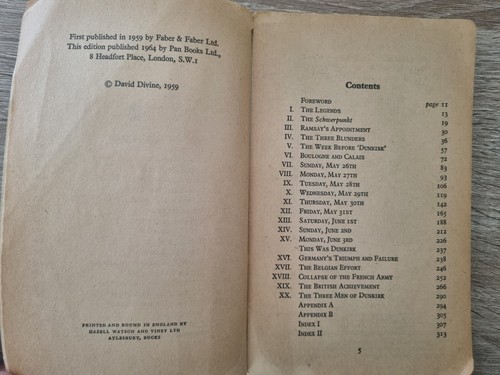 First published in 1959 by Faber & Faber Ltd.
This edition published 1964 by Pan Books Ltd.,
8 Headfort Place, London, S.W.1
© David Divine, 1959
PRINTED AND BOUND IN ENGLAND BY
HAZELL WATSON AND VINEY LTD
AYLESBURY, BUCKS
Contents
FOREWORD page 11
I. THE LEGENDS 13
II. THE Schwerpunkt 19
III. RAMSAY'S APPOINTMENT 30
IV. THE THREE BLUNDERS 36
V. THE WEEK BEFORE 'DUNKIRK' 57
VI. BOULOGNE AND CALAIS 72
VII. SUNDAY, MAY 26TH 83
VIII. MONDAY, MAY 27TH 93
IX. TUESDAY, MAY 28TH 106
X. WEDNESDAY, MAY 29TH 119
XI. THURSDAY, MAY 30TH 142
XII. FRIDAY, MAY 31ST 165
XIII. SATURDAY, JUNE 1ST 188
XIV. SUNDAY, JUNE 2ND 212
XV. MONDAY, JUNE 3RD 226
THIS WAS DUNKIRK 237
XVI. GERMANY'S TRIUMPH AND FAILURE 238
XVII. THE BELGIAN EFFORT 246
XVIII. COLLAPSE OF THE FRENCH ARMY 252
XIX. THE BRITISH ACHIEVEMENT 266
XX. THE THREE MEN OF DUNKIRK 290
APPENDIX A 294
APPENDIX B 305
INDEX I 307
INDEX II 313
5